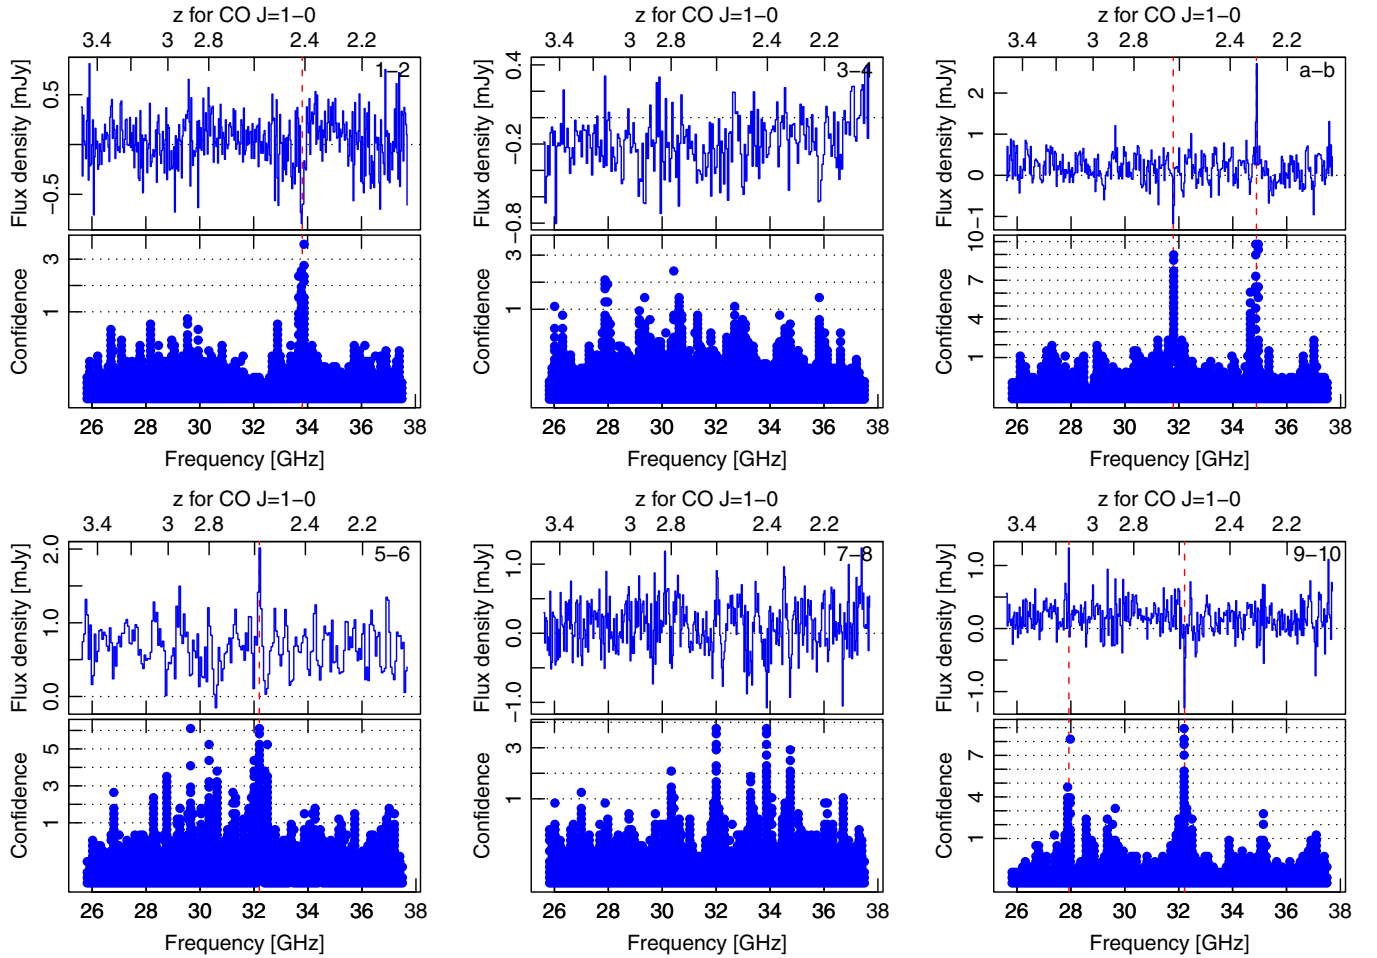 z for CO J=1−0 z for CO J=1−0 z for CO J=1−0
3.4 3 2.8 2.4 2.2 3.4 3 2.8 2.4 2.2 3.4 3 2.8 2.4 2.2
1−2 3−4 a−b
Flux density [mJy] 0.5 −0.5 Flux density [mJy] 0.4 −0.2 −0.8 Flux density [mJy] 2 1 0 −1
Confidence 3 1 Confidence 3 1 Confidence 10 7 4 1
26 28 30 32 34 36 38 26 28 30 32 34 36 38 26 28 30 32 34 36 38
Frequency [GHz] Frequency [GHz] Frequency [GHz]
z for CO J=1−0 z for CO J=1−0 z for CO J=1−0
3.4 3 2.8 2.4 2.2 3.4 3 2.8 2.4 2.2 3.4 3 2.8 2.4 2.2
5−6 7−8 9−10
Flux density [mJy] 2.0 1.0 0.0 Flux density [mJy] 1.0 0.0 −1.0 Flux density [mJy] 1.0 0.0 −1.0
Confidence 5 3 1 Confidence 3 1 Confidence 7 4 1
26 28 30 32 34 36 38 26 28 30 32 34 36 38 26 28 30 32 34 36 38
Frequency [GHz] Frequency [GHz] Frequency [GHz]